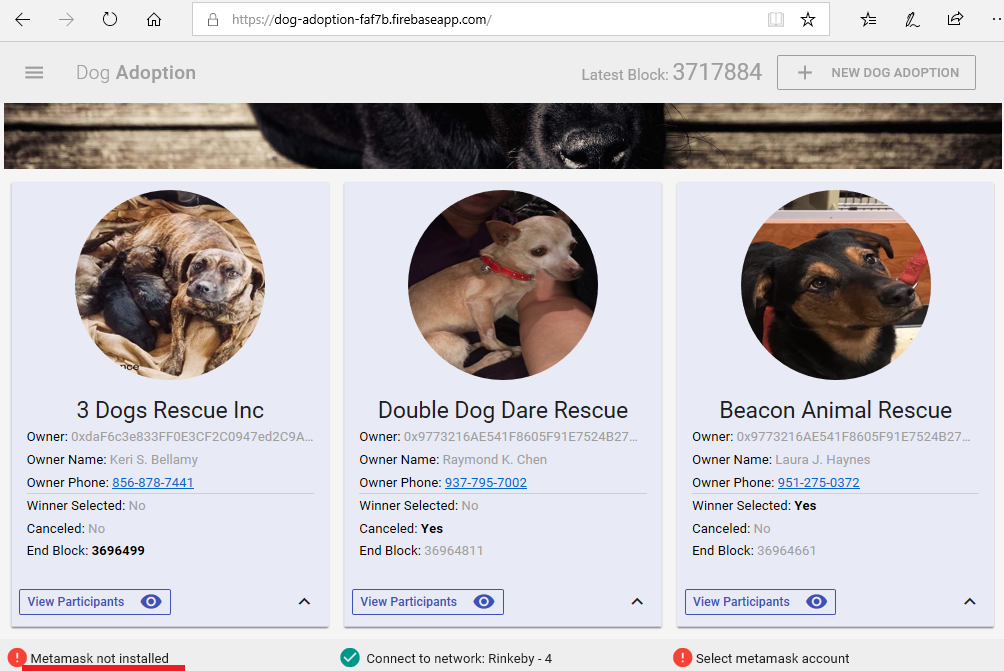 https://dog-adoption-faf7b.firebaseapp.com/
Dog Adoption
Latest Block: 3717884
NEW DOG ADOPTION
nce
3 Dogs Rescue Inc
Owner: 0xdaF6c3e833FF0E3CF2C0947ed2C9A...
Owner Name: Keri S. Bellamy
Owner Phone: 856-878-7441
Winner Selected: No
Canceled: No
End Block: 3696499
View Participants
Double Dog Dare Rescue
Owner: 0x9773216AE541F8605F91E7524B27...
Owner Name: Raymond K. Chen
Owner Phone: 937-795-7002
Winner Selected: No
Canceled: Yes
End Block: 36964811
View Participants
Beacon Animal Rescue
Owner: 0x9773216AE541F8605F91E7524B27...
Owner Name: Laura J. Haynes
Owner Phone: 951-275-0372
Winner Selected: Yes
Canceled: No
End Block: 36964661
View Participants
Metamask not installed
Connect to network: Rinkeby - 4
Select metamask account